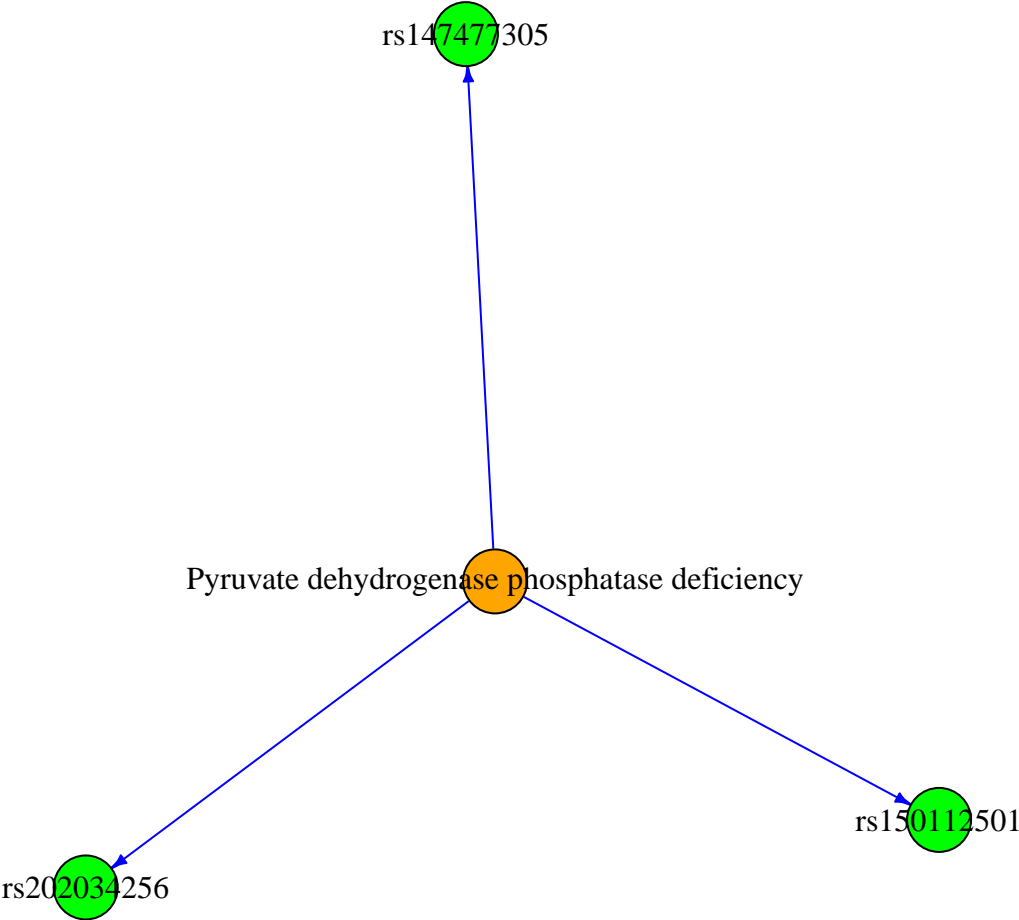 rs147477305
Pyruvate dehydrogenase phosphatase deficiency
rs150112501
rs202034256